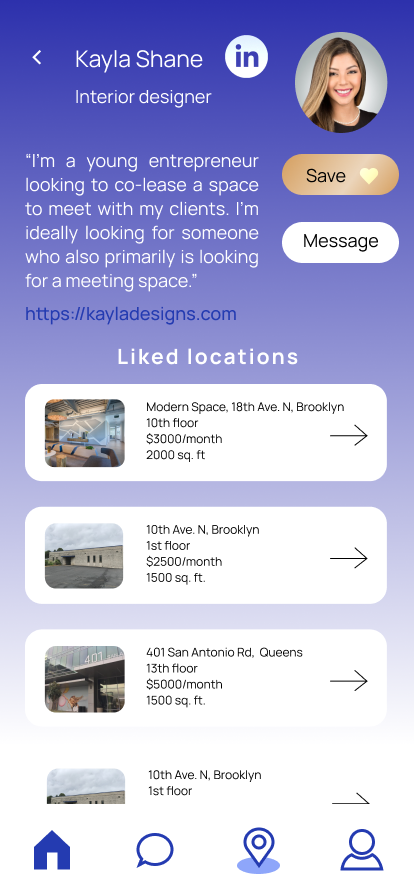 Kayla Shane
in
Interior designer
“I’m a young entrepreneur
looking to co-lease a space
to meet with my clients. I’m
ideally looking for someone
who also primarily is looking
for a meeting space.”
Save
Message
https://kayladesigns.com
Liked locations
Modern Space, 18th Ave. N, Brooklyn
10th floor
$3000/month
2000 sq. ft
10th Ave. N, Brooklyn
1st floor
$2500/month
1500 sq. ft.
401
401 San Antonio Rd, Queens
13th floor
$5000/month
1500 sq. ft.
10th Ave. N, Brooklyn
1st floor